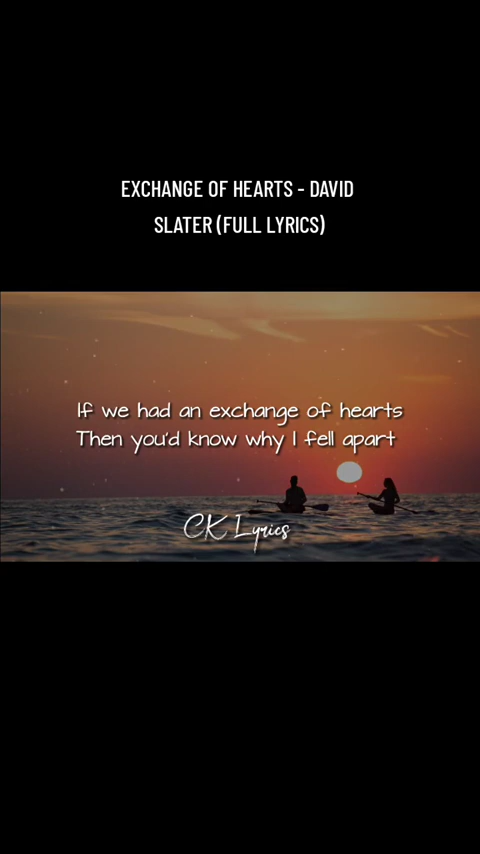 EXCHANGE OF HEARTS - DAVID
SLATER (FULL LYRICS)
If we had an exchange of hearts
Then you'd know why I fell apart
CK Lyrics